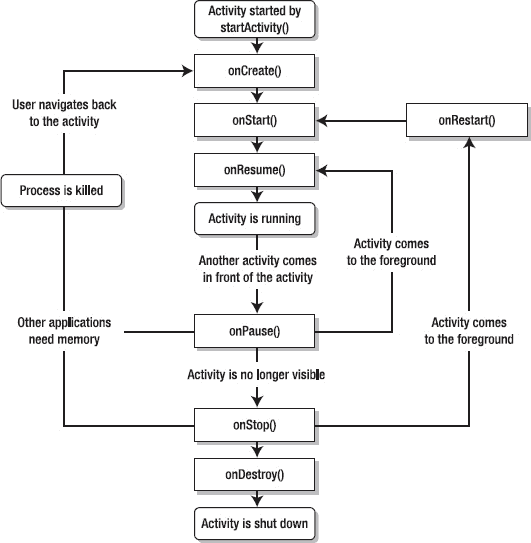 Activity started by
startActivity()
onCreate()
User navigates back
to the activity
onStart()
onRestart()
onResume()
Process is killed
Activity is running
Activity comes
to the foreground
Another activity comes
in front of the activity
Other applications
need memory
onPause()
Activity comes
to the foreground
Activity is no longer visible
onStop()
onDestroy()
Activity is shut down